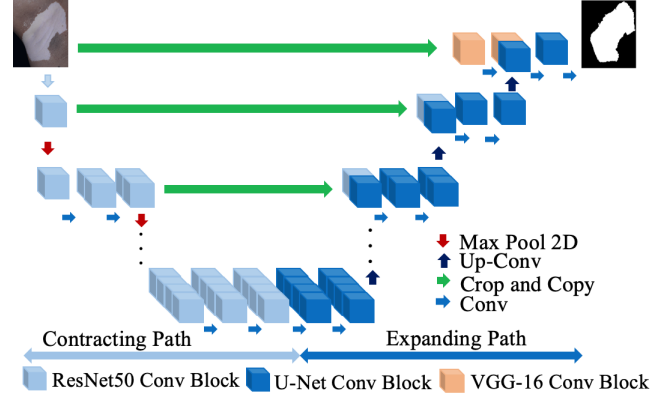 Max Pool 2D
Up-Conv
Crop and Copy
Conv
Contracting Path
Expanding Path
ResNet50 Conv Block
U-Net Conv Block
VGG-16 Conv Block